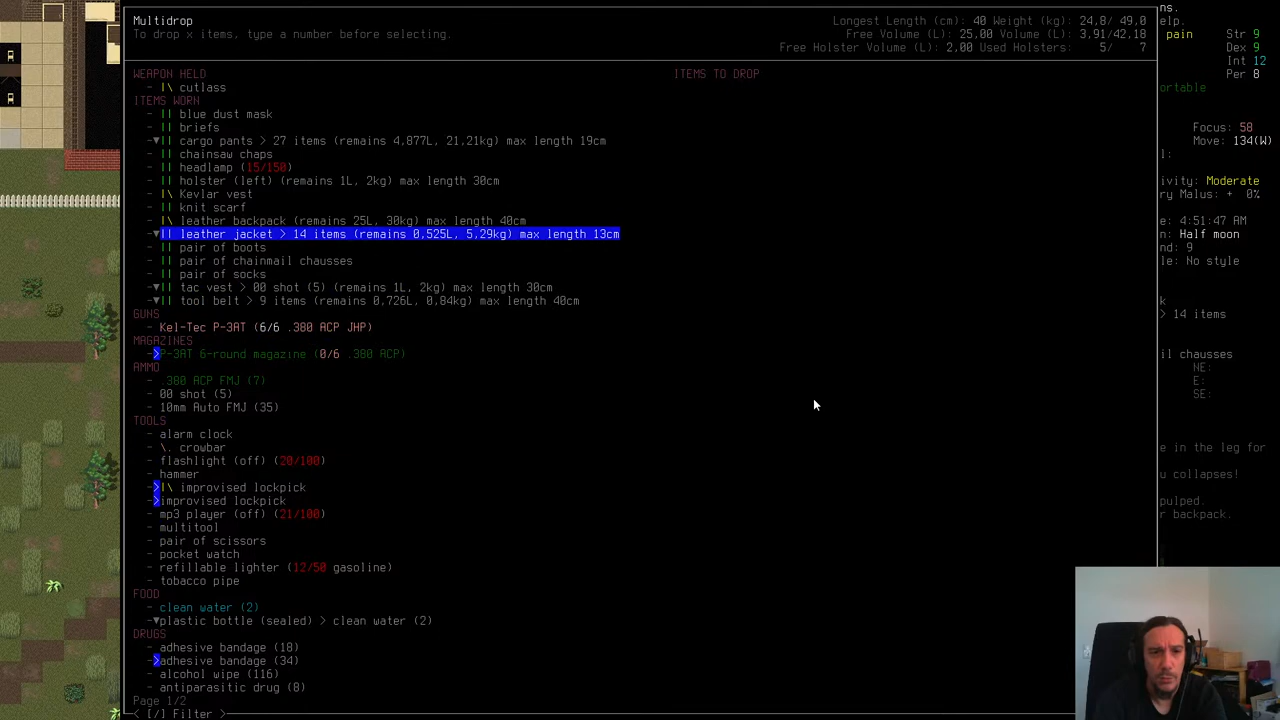 Multidrop
To drop x items, type a number before selecting.
Longest Length (cm): 40 Weight (kg): 24,8/ 49,0
Free Volume (L): 25,00 Volume (L): 3,91/42,18
Free Holster Volume (L): 2,00 Used Holsters: 5/ 7
WEAPON HELD
- |\ cutlass
ITEMS WORN
- || blue dust mask
- || briefs
-▼|| cargo pants > 27 items (remains 4,877L, 21,21kg) max length 19cm
- || chainsaw chaps
- || headlamp (15/150)
- || holster (left) (remains 1L, 2kg) max length 30cm
- |\ Kevlar vest
- || knit scarf
- |\ leather backpack (remains 25L, 30kg) max length 40cm
-▼|| leather jacket > 14 items (remains 0,525L, 5,29kg) max length 13cm
- || pair of boots
- || pair of chainmail chausses
- || pair of socks
-▼|| tac vest > 00 shot (5) (remains 1L, 2kg) max length 30cm
-▼|| tool belt > 9 items (remains 0,726L, 0,84kg) max length 40cm
GUNS
- Kel-Tec P-3AT (6/6 .380 ACP JHP)
MAGAZINES
->P-3AT 6-round magazine (0/6 .380 ACP)
AMMO
- .380 ACP FMJ (7)
- 00 shot (5)
- 10mm Auto FMJ (35)
TOOLS
- alarm clock
- \. crowbar
- flashlight (off) (20/100)
- hammer
->|\ improvised lockpick
->improvised lockpick
- mp3 player (off) (21/100)
- multitool
- pair of scissors
- pocket watch
- refillable lighter (12/50 gasoline)
- tobacco pipe
FOOD
- clean water (2)
-▼plastic bottle (sealed) > clean water (2)
DRUGS
- adhesive bandage (18)
->adhesive bandage (34)
- alcohol wipe (116)
- antiparasitic drug (8)
Page 1/2
< [/] Filter >
ITEMS TO DROP
ns.
elp.
pain Str 9
Dex 9
Int 12
Per 8
ortable
Focus: 58
Move: 134(W)
l:
ivity: Moderate
ry Malus: + 0%
e: 4:51:47 AM
n: Half moon
nd: 9
le: No style
k
> 14 items
il chausses
NE:
E:
SE:
e in the leg for
u collapses!
pulped.
r backpack.